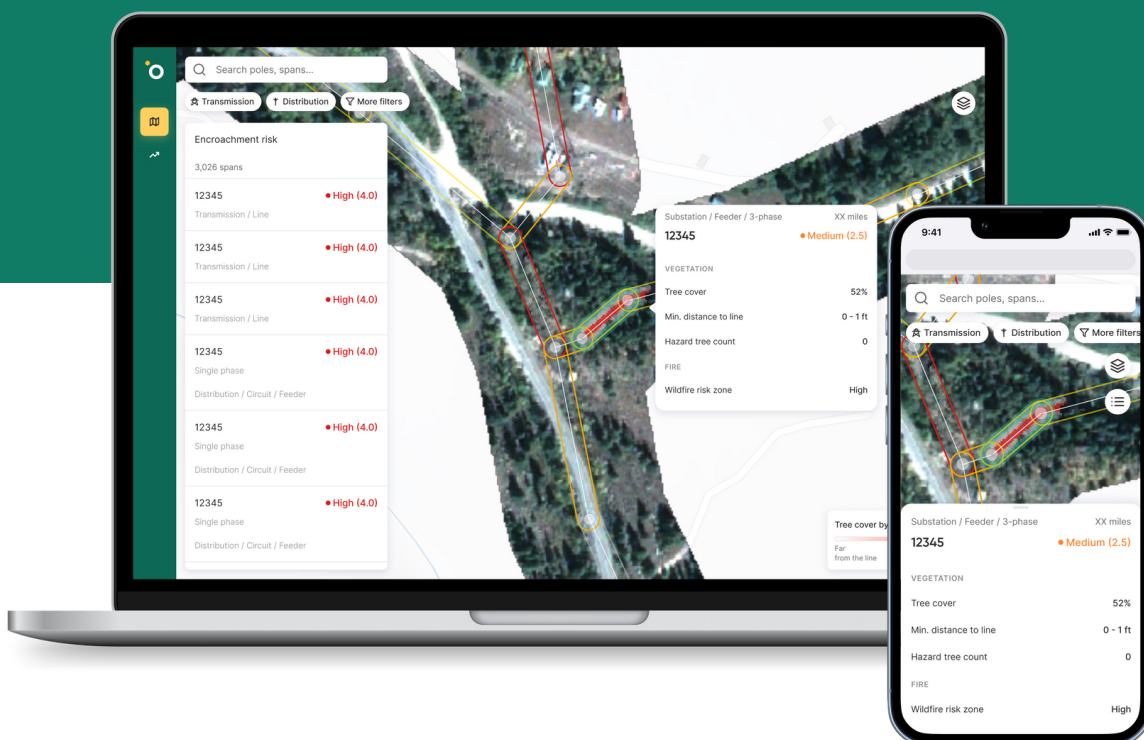 Search poles, spans...
Transmission
Distribution
More filters
Encroachment risk
3,026 spans
12345 High (4.0)
Transmission / Line
12345 High (4.0)
Transmission / Line
12345 High (4.0)
Transmission / Line
12345 High (4.0)
Single phase
Distribution / Circuit / Feeder
12345 High (4.0)
Single phase
Distribution / Circuit / Feeder
12345 High (4.0)
Single phase
Distribution / Circuit / Feeder
Substation / Feeder / 3-phase XX miles
12345 Medium (2.5)
VEGETATION
Tree cover 52%
Min. distance to line 0 - 1 ft
Hazard tree count 0
FIRE
Wildfire risk zone High
Tree cover by
Far
from the line
9:41
Search poles, spans...
Transmission
Distribution
More filters
Substation / Feeder / 3-phase XX miles
12345 Medium (2.5)
VEGETATION
Tree cover 52%
Min. distance to line 0 - 1 ft
Hazard tree count 0
FIRE
Wildfire risk zone High